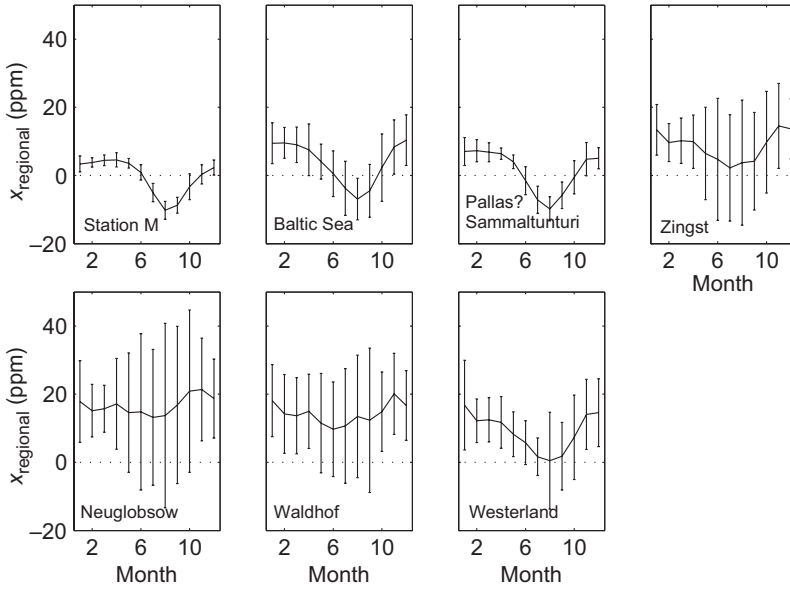 40
20
0
–20
x regional (ppm)
Station M
2 6 10
Baltic Sea
2 6 10
Pallas?
Sammaltunturi
2 6 10
Zingst
2 6 10
Month
40
20
0
–20
x regional (ppm)
Neuglobsow
2 6 10
Month
Waldhof
2 6 10
Month
Westerland
2 6 10
Month